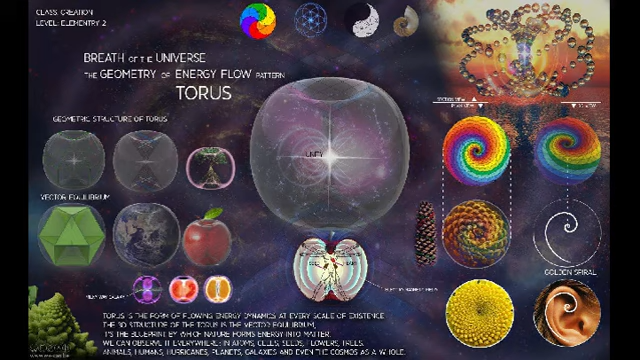 CLASS: CREATION
LEVEL: ELEMENTRY 2
BREATH OF THE UNIVERSE
THE GEOMETRY OF ENERGY FLOW PATTERN
TORUS
GEOMETRIC STRUCTURE OF TORUS
UNITY
VECTOR EQUILIBRIUM
GOLDEN SPIRAL
TORUS IS THE FORM OF FLOWING ENERGY DYNAMICS AT EVERY SCALE OF EXISTENCE
THE 3D STRUCTURE OF THE TORUS IS THE VECTOR EQUILIBRIUM,
IT'S THE BLUEPRINT BY WHICH NATURE FORMS ENERGY INTO MATTER.
WE CAN OBSERVE IT EVERYWHERE: IN ATOMS, CELLS, SEEDS, FLOWERS, TREES,
ANIMALS, HUMANS, HURRICANES, PLANETS, GALAXIES AND EVEN THE COSMOS AS A WHOLE.